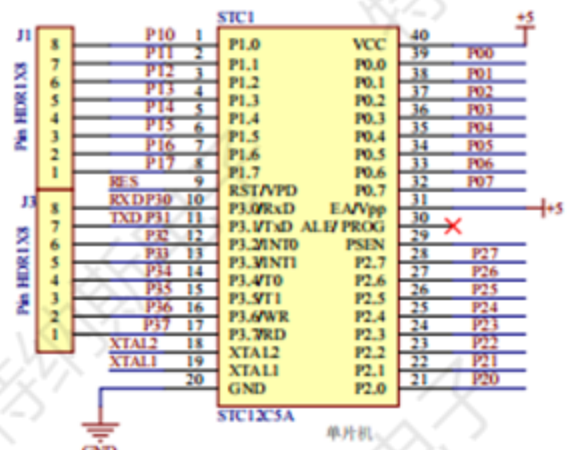 STC1
+5
J1
Pin HDR1X8
8 P10 1 P1.0 VCC 40
7 P11 2 P1.1 P0.0 39 P00
6 P12 3 P1.2 P0.1 38 P01
5 P13 4 P1.3 P0.2 37 P02
4 P14 5 P1.4 P0.3 36 P03
3 P15 6 P1.5 P0.4 35 P04
2 P16 7 P1.6 P0.5 34 P05
1 P17 8 P1.7 P0.6 33 P06
RES 9 RST/VPD P0.7 32 P07
J3
Pin HDR1X8
8 RXD P30 10 P3.0/RxD EA/Vpp 31 +5
7 TXD P31 11 P3.1/TxD ALE/PROG 30
6 P32 12 P3.2/INT0 PSEN 29
5 P33 13 P3.3/INT1 P2.7 28 P27
4 P34 14 P3.4/T0 P2.6 27 P26
3 P35 15 P3.5/T1 P2.5 26 P25
2 P36 16 P3.6/WR P2.4 25 P24
1 P37 17 P3.7/RD P2.3 24 P23
XTAL2 18 XTAL2 P2.2 23 P22
XTAL1 19 XTAL1 P2.1 22 P21
20 GND P2.0 21 P20
STC12C5A
单片机
GND